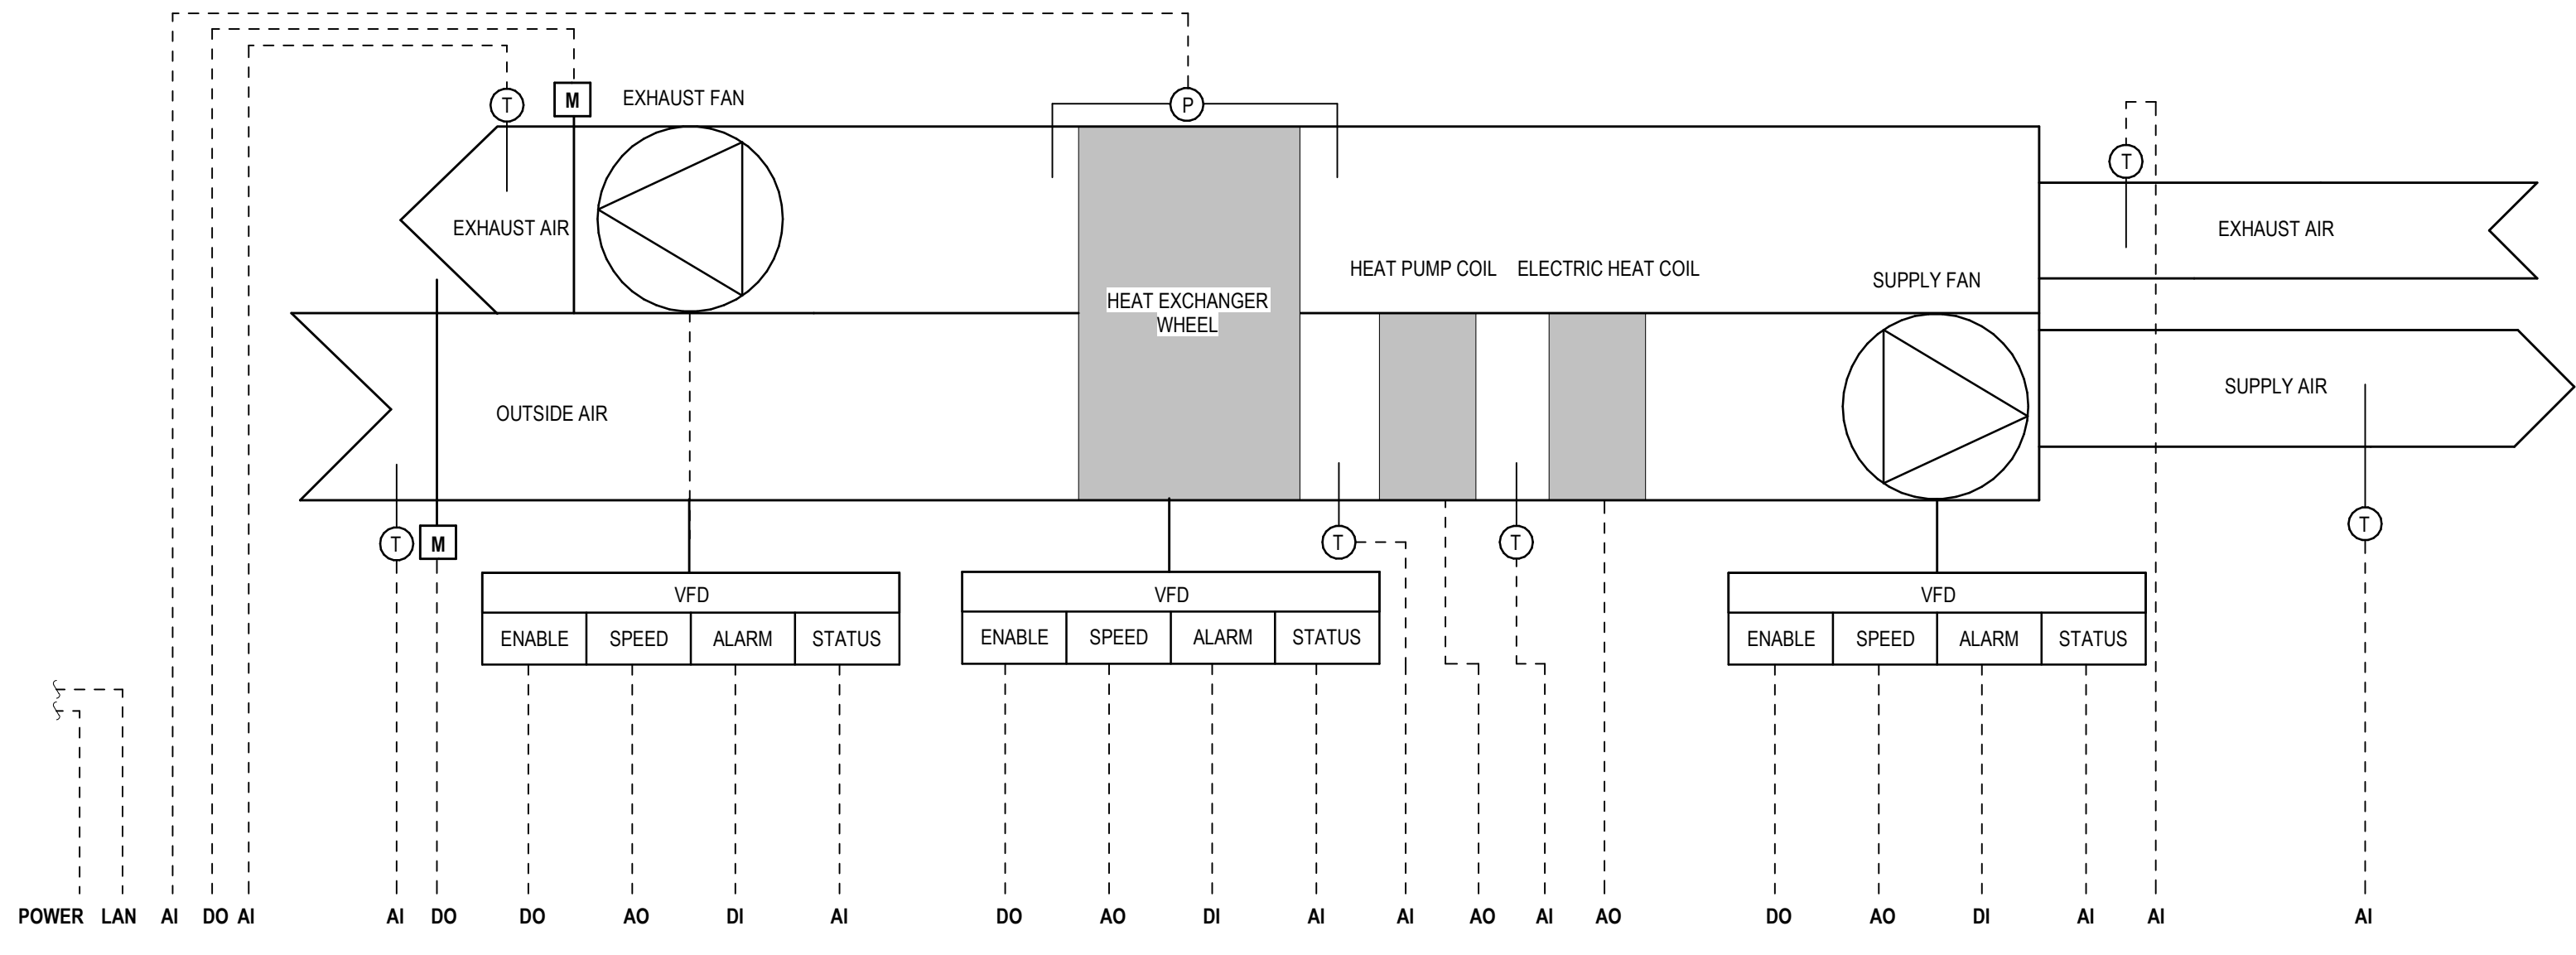 T
M
EXHAUST FAN
P
T
EXHAUST AIR
EXHAUST AIR
HEAT PUMP COIL
ELECTRIC HEAT COIL
SUPPLY FAN
HEAT EXCHANGER
WHEEL
SUPPLY AIR
OUTSIDE AIR
T
M
T
T
T
VFD
ENABLE SPEED ALARM STATUS
VFD
ENABLE SPEED ALARM STATUS
VFD
ENABLE SPEED ALARM STATUS
POWER LAN AI DO AI AI DO DO AO DI AI DO AO DI AI AI AO AI AO DO AO DI AI AI AI